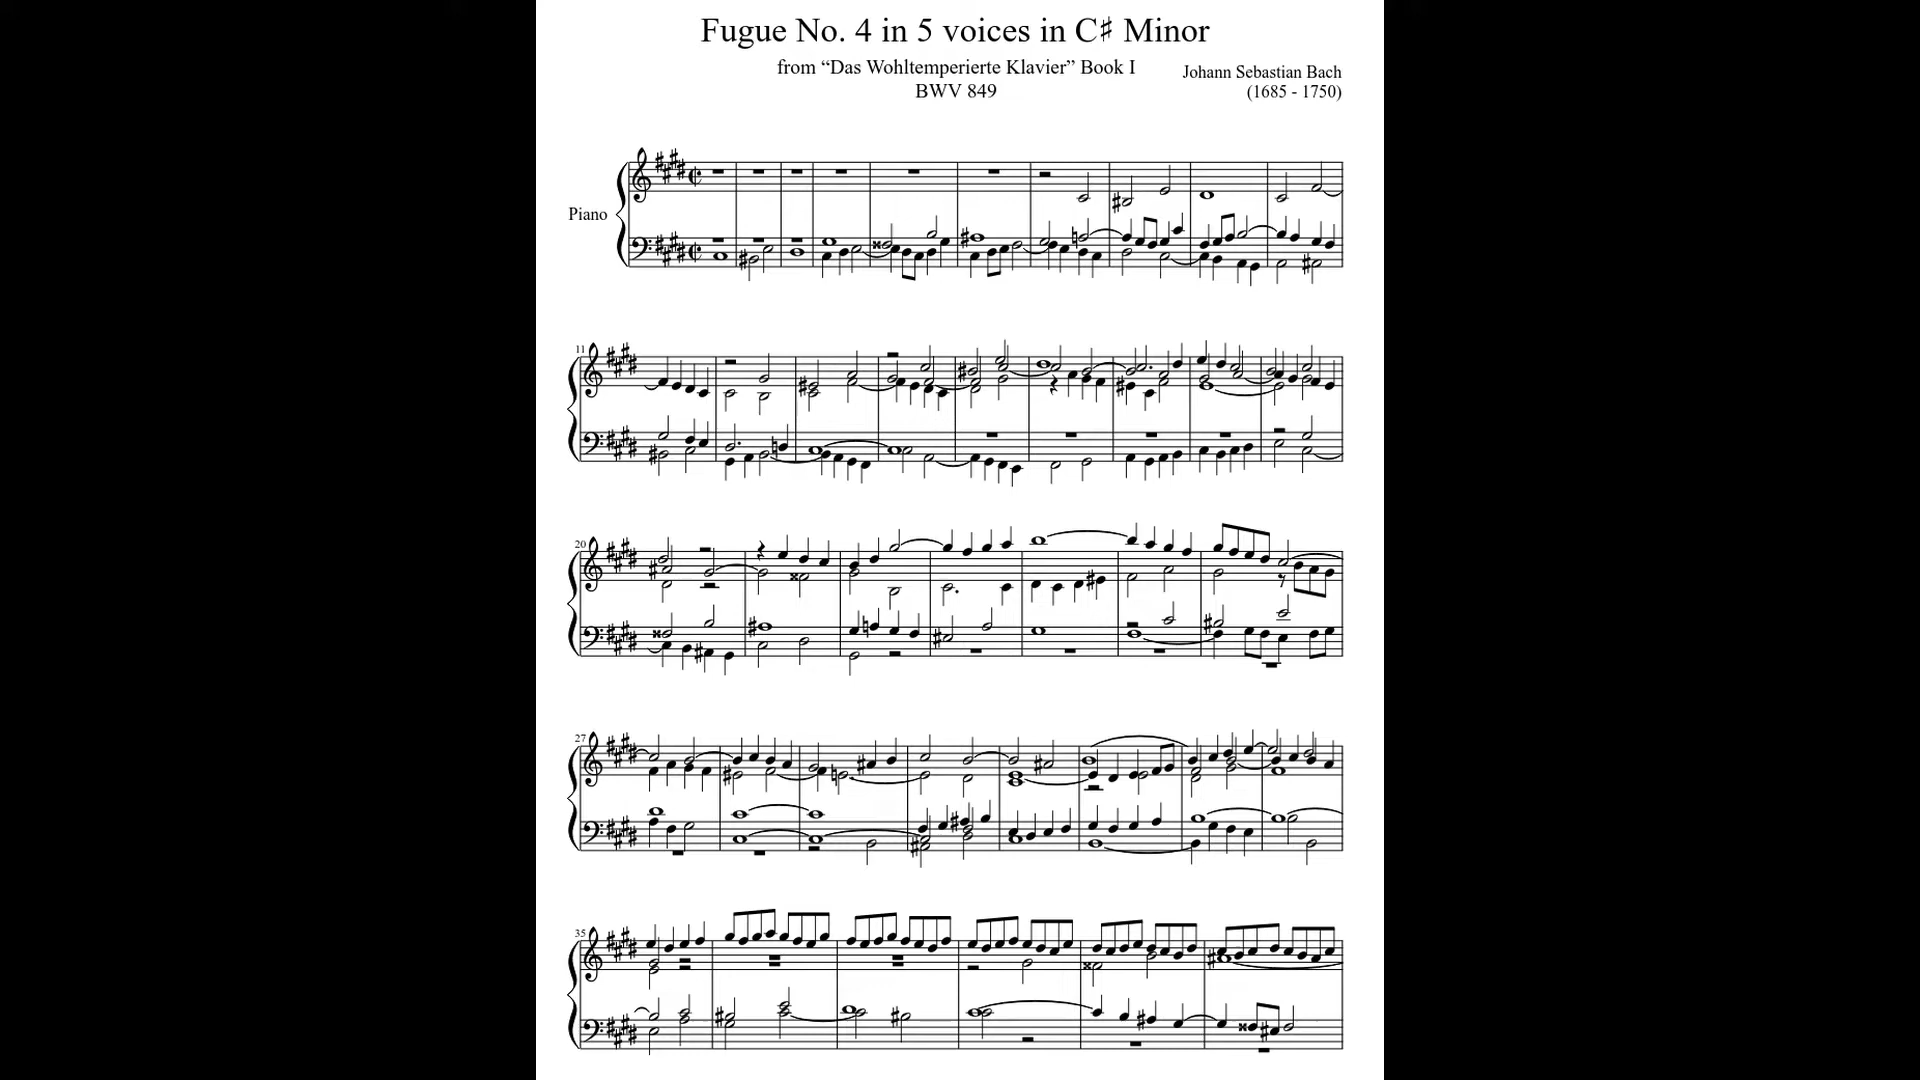 Fugue No. 4 in 5 voices in C♯ Minor
from “Das Wohltemperierte Klavier” Book I
Johann Sebastian Bach
BWV 849
(1685 - 1750)
Piano
11
20
27
35